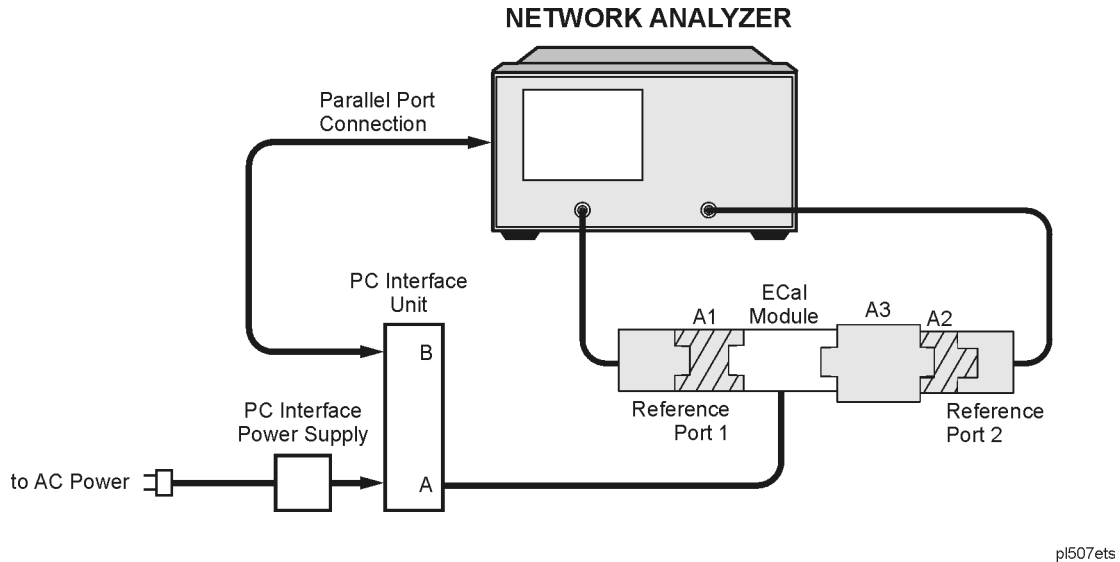 NETWORK ANALYZER
Parallel Port
Connection
PC Interface
Unit
ECal
Module
A1
A3
A2
B
Reference
Port 1
Reference
Port 2
PC Interface
Power Supply
to AC Power
A
pl507ets